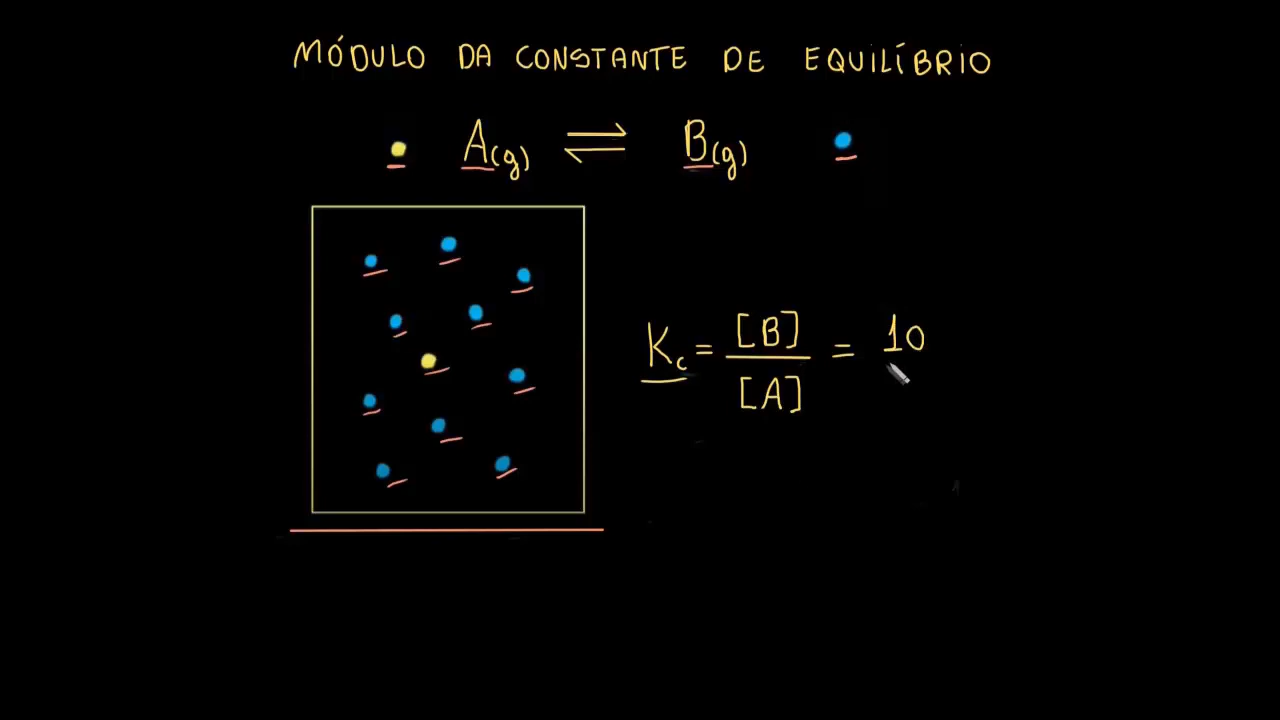 MÓDULO DA CONSTANTE DE EQUILÍBRIO
A(g) ⇌ B(g)
Kc = [B] / [A] = 10